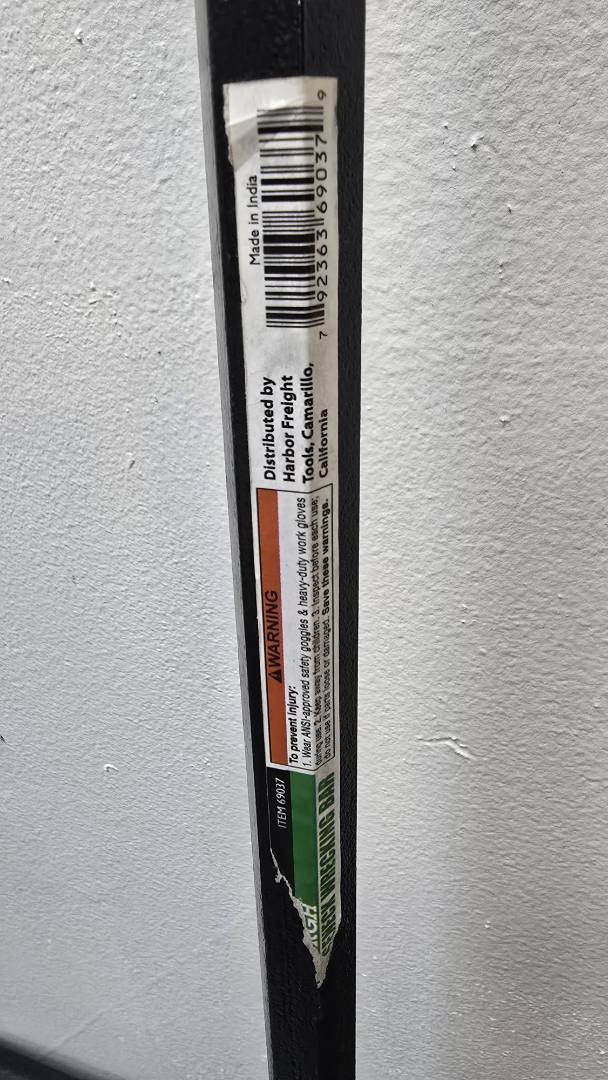 RGH
WRECKING BAR
ITEM 69037
⚠WARNING
To prevent injury:
1. Wear ANSI-approved safety goggles & heavy-duty work gloves
during use. 2. Keep away from children. 3. Inspect before each use;
do not use if parts loose or damaged. Save these warnings.
Distributed by
Harbor Freight
Tools, Camarillo,
California
Made in India
7 92363 69037 9